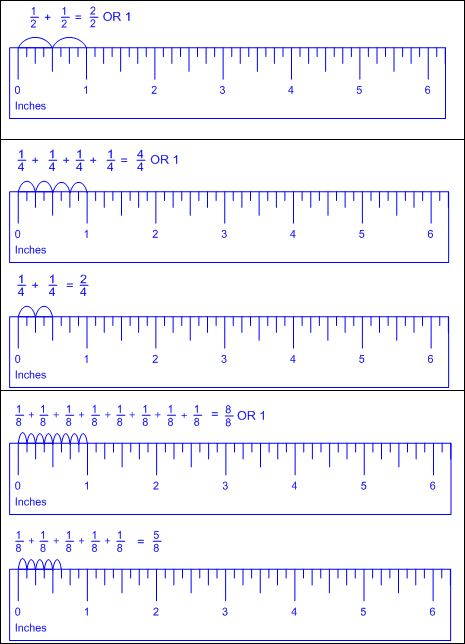 1/2 + 1/2 = 2/2 OR 1
0 1 2 3 4 5 6
Inches
1/4 + 1/4 + 1/4 + 1/4 = 4/4 OR 1
0 1 2 3 4 5 6
Inches
1/4 + 1/4 = 2/4
0 1 2 3 4 5 6
Inches
1/8 + 1/8 + 1/8 + 1/8 + 1/8 + 1/8 + 1/8 + 1/8 = 8/8 OR 1
0 1 2 3 4 5 6
Inches
1/8 + 1/8 + 1/8 + 1/8 + 1/8 = 5/8
0 1 2 3 4 5 6
Inches